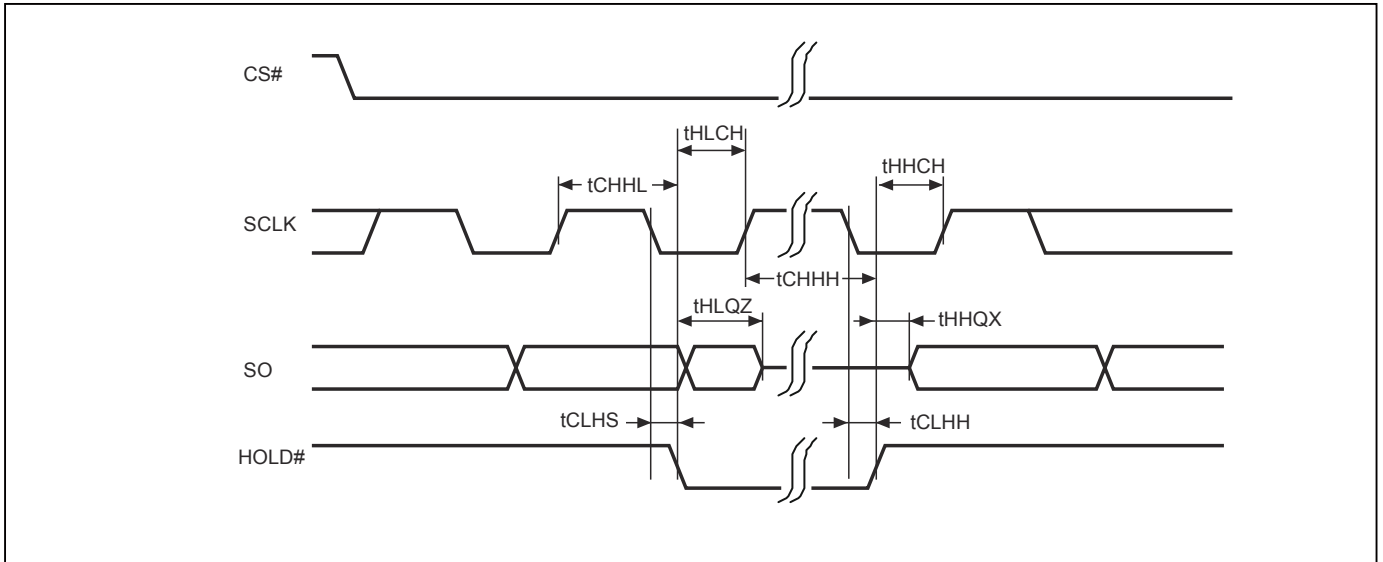 CS#
tHLCH
tHHCH
tCHHL
SCLK
tCHHH
tHLQZ
tHHQX
SO
tCLHS
tCLHH
HOLD#